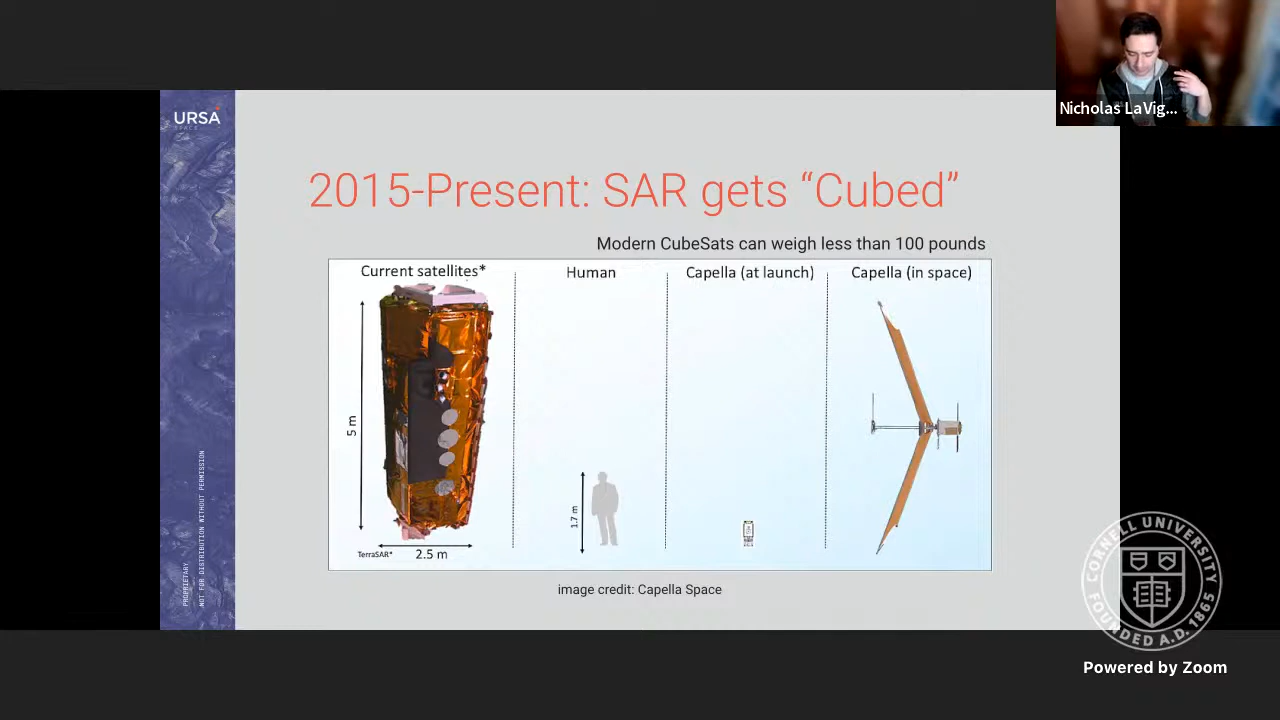 Nicholas LaVig...
URSA
SPACE
2015-Present: SAR gets “Cubed”
Modern CubeSats can weigh less than 100 pounds
Current satellites*
Human
Capella (at launch)
Capella (in space)
5 m
1.7 m
TerraSAR*
2.5 m
image credit: Capella Space
PROPRIETARY
NOT FOR DISTRIBUTION WITHOUT PERMISSION
CORNELL UNIVERSITY
FOUNDED A.D. 1865
Powered by Zoom